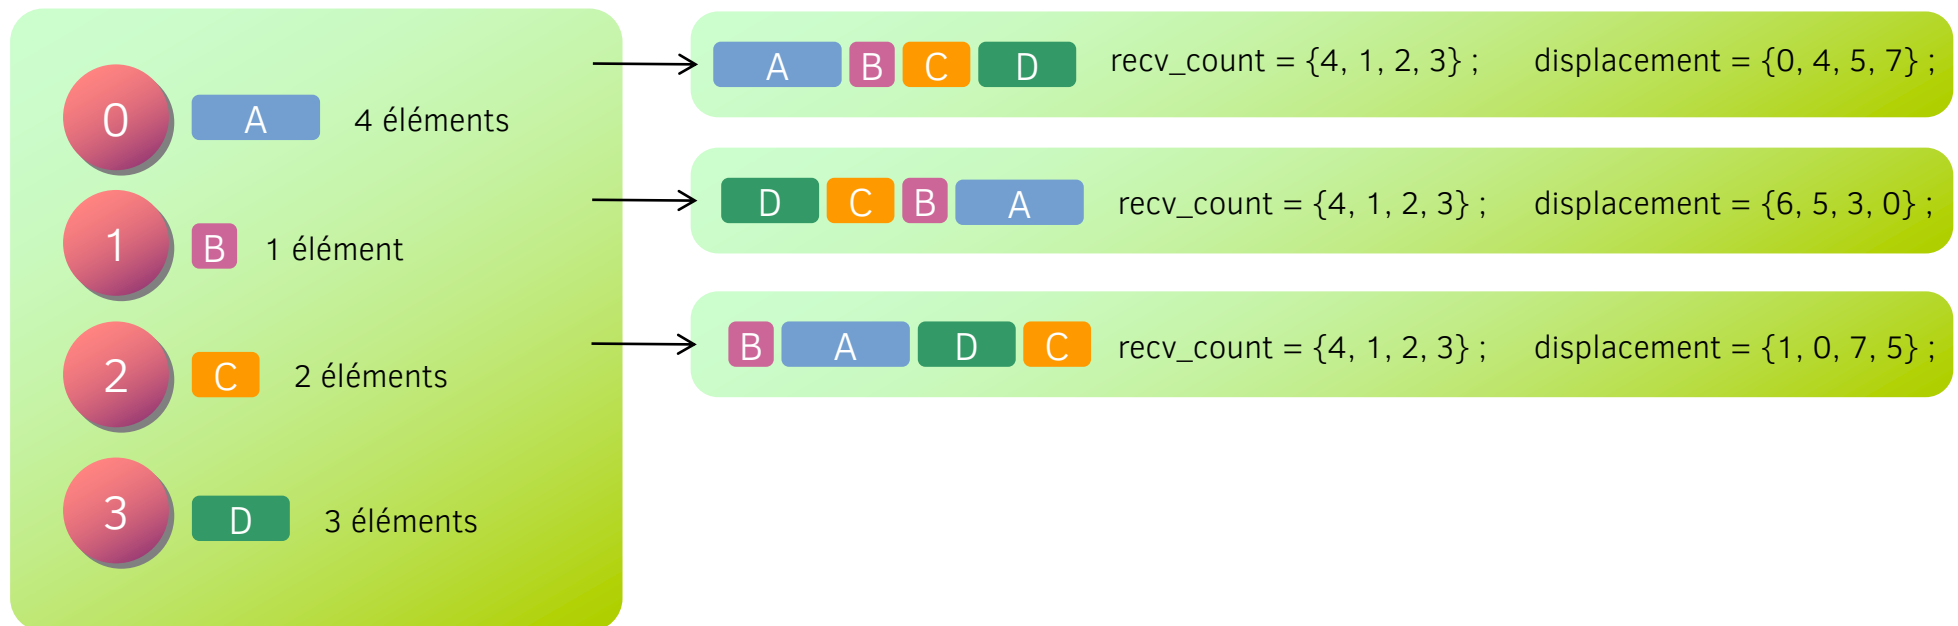 0 A 4 éléments
1 B 1 élément
2 C 2 éléments
3 D 3 éléments
A B C D recv_count = {4, 1, 2, 3} ; displacement = {0, 4, 5, 7} ;
D C B A recv_count = {4, 1, 2, 3} ; displacement = {6, 5, 3, 0} ;
B A D C recv_count = {4, 1, 2, 3} ; displacement = {1, 0, 7, 5} ;